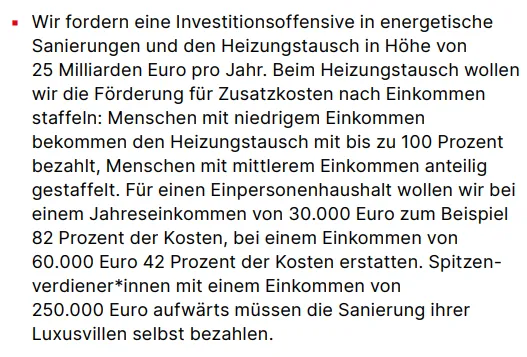 Wir fordern eine Investitionsoffensive in energetische
Sanierungen und den Heizungstausch in Höhe von
25 Milliarden Euro pro Jahr. Beim Heizungstausch wollen
wir die Förderung für Zusatzkosten nach Einkommen
staffeln: Menschen mit niedrigem Einkommen
bekommen den Heizungstausch mit bis zu 100 Prozent
bezahlt, Menschen mit mittlerem Einkommen anteilig
gestaffelt. Für einen Einpersonenhaushalt wollen wir bei
einem Jahreseinkommen von 30.000 Euro zum Beispiel
82 Prozent der Kosten, bei einem Einkommen von
60.000 Euro 42 Prozent der Kosten erstatten. Spitzen-
verdiener*innen mit einem Einkommen von
250.000 Euro aufwärts müssen die Sanierung ihrer
Luxusvillen selbst bezahlen.